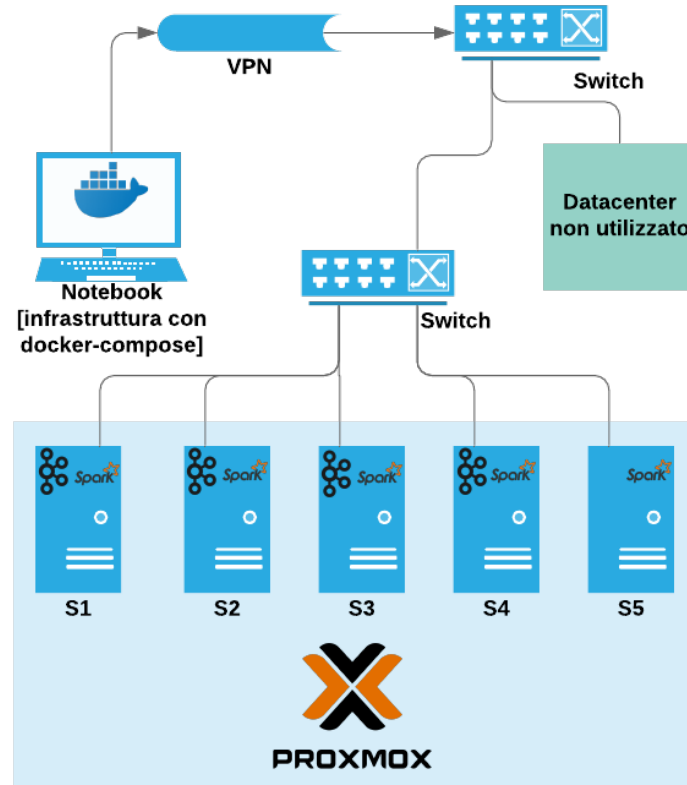 VPN
Switch
Datacenter
non utilizzato
Notebook
[infrastruttura con
docker-compose]
Switch
Spark
Spark
Spark
Spark
Spark
S1
S2
S3
S4
S5
PROXMOX